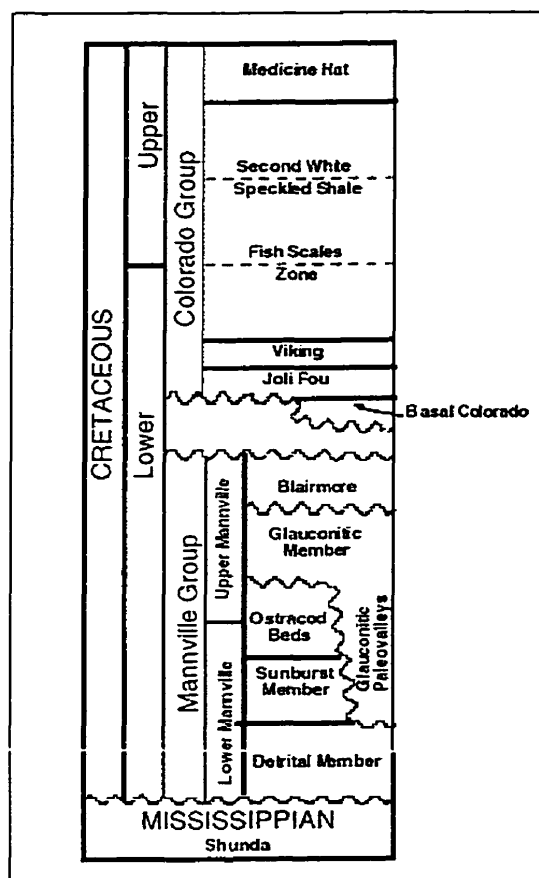 CRETACEOUS
Upper
Lower
Colorado Group
Mannville Group
Upper Mannville
Lower Mannville
Medicine Hat
Second White
Speckled Shale
Fish Scales
Zone
Viking
Joli Fou
Basal Colorado
Blairmore
Glauconitic
Member
Ostracod
Beds
Sunburst
Member
Glauconitic
Paleovalleys
Detrital Member
MISSISSIPPIAN
Shunda